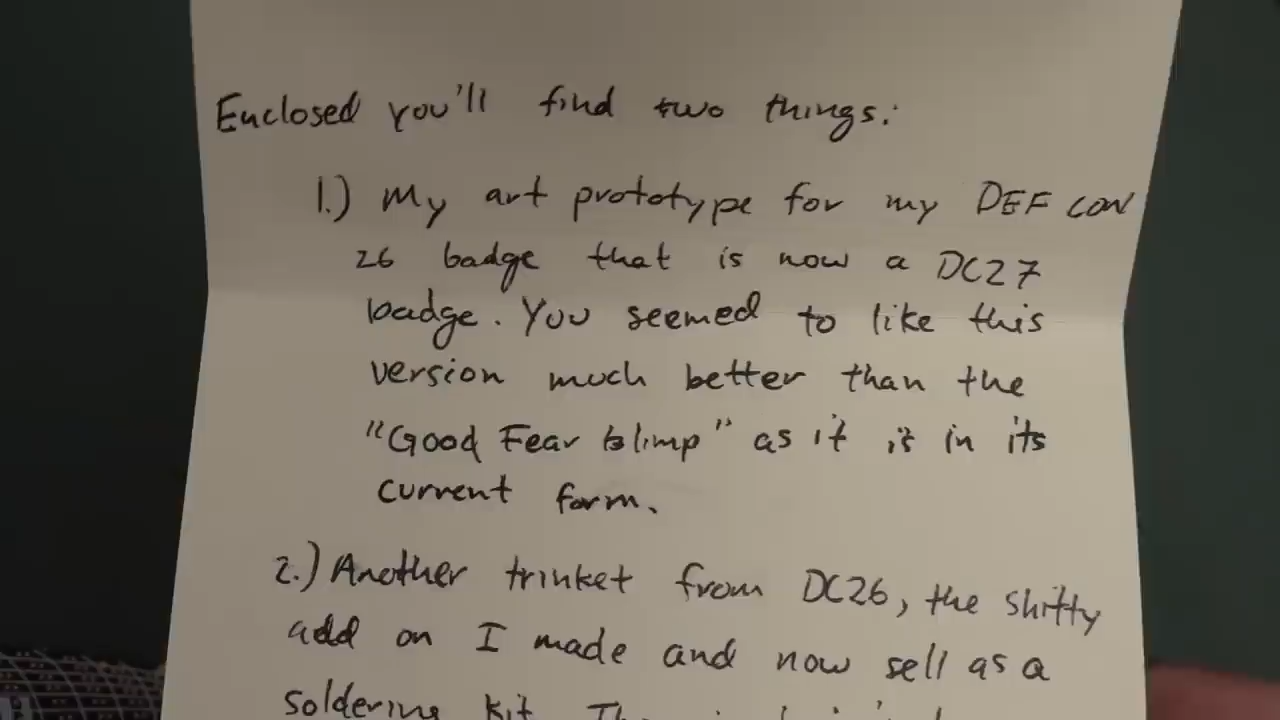 Enclosed you'll find two things:
1.) My art prototype for my DEF CON
26 badge that is now a DC27
badge. You seemed to like this
version much better than the
"Good Fear blimp" as it is in its
current form.
2.) Another trinket from DC26, the shitty
add on I made and now sell as a
soldering kit.